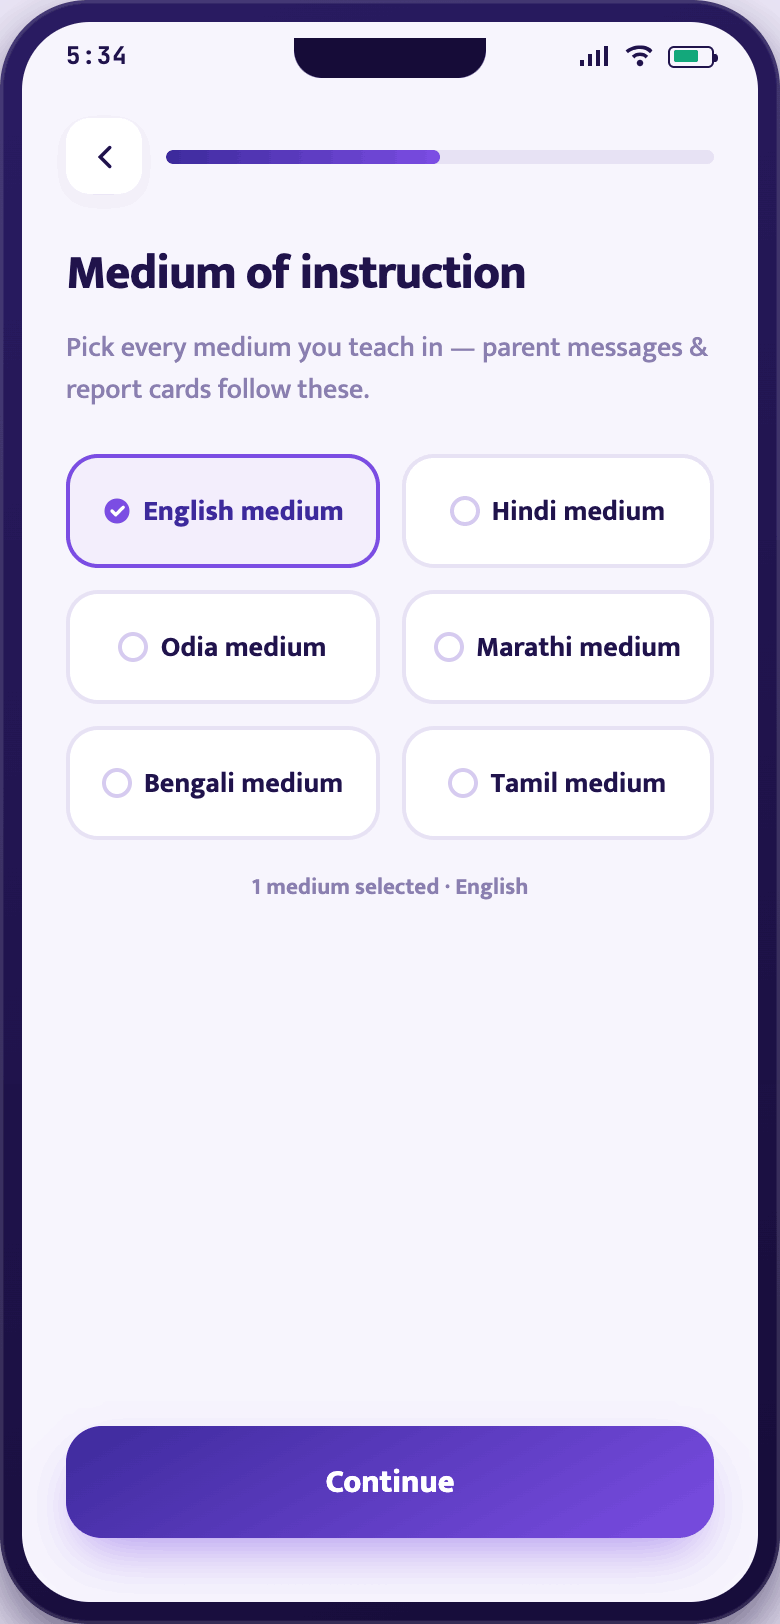 5:34
Medium of instruction
Pick every medium you teach in — parent messages &
report cards follow these.
English medium
Hindi medium
Odia medium
Marathi medium
Bengali medium
Tamil medium
1 medium selected · English
Continue